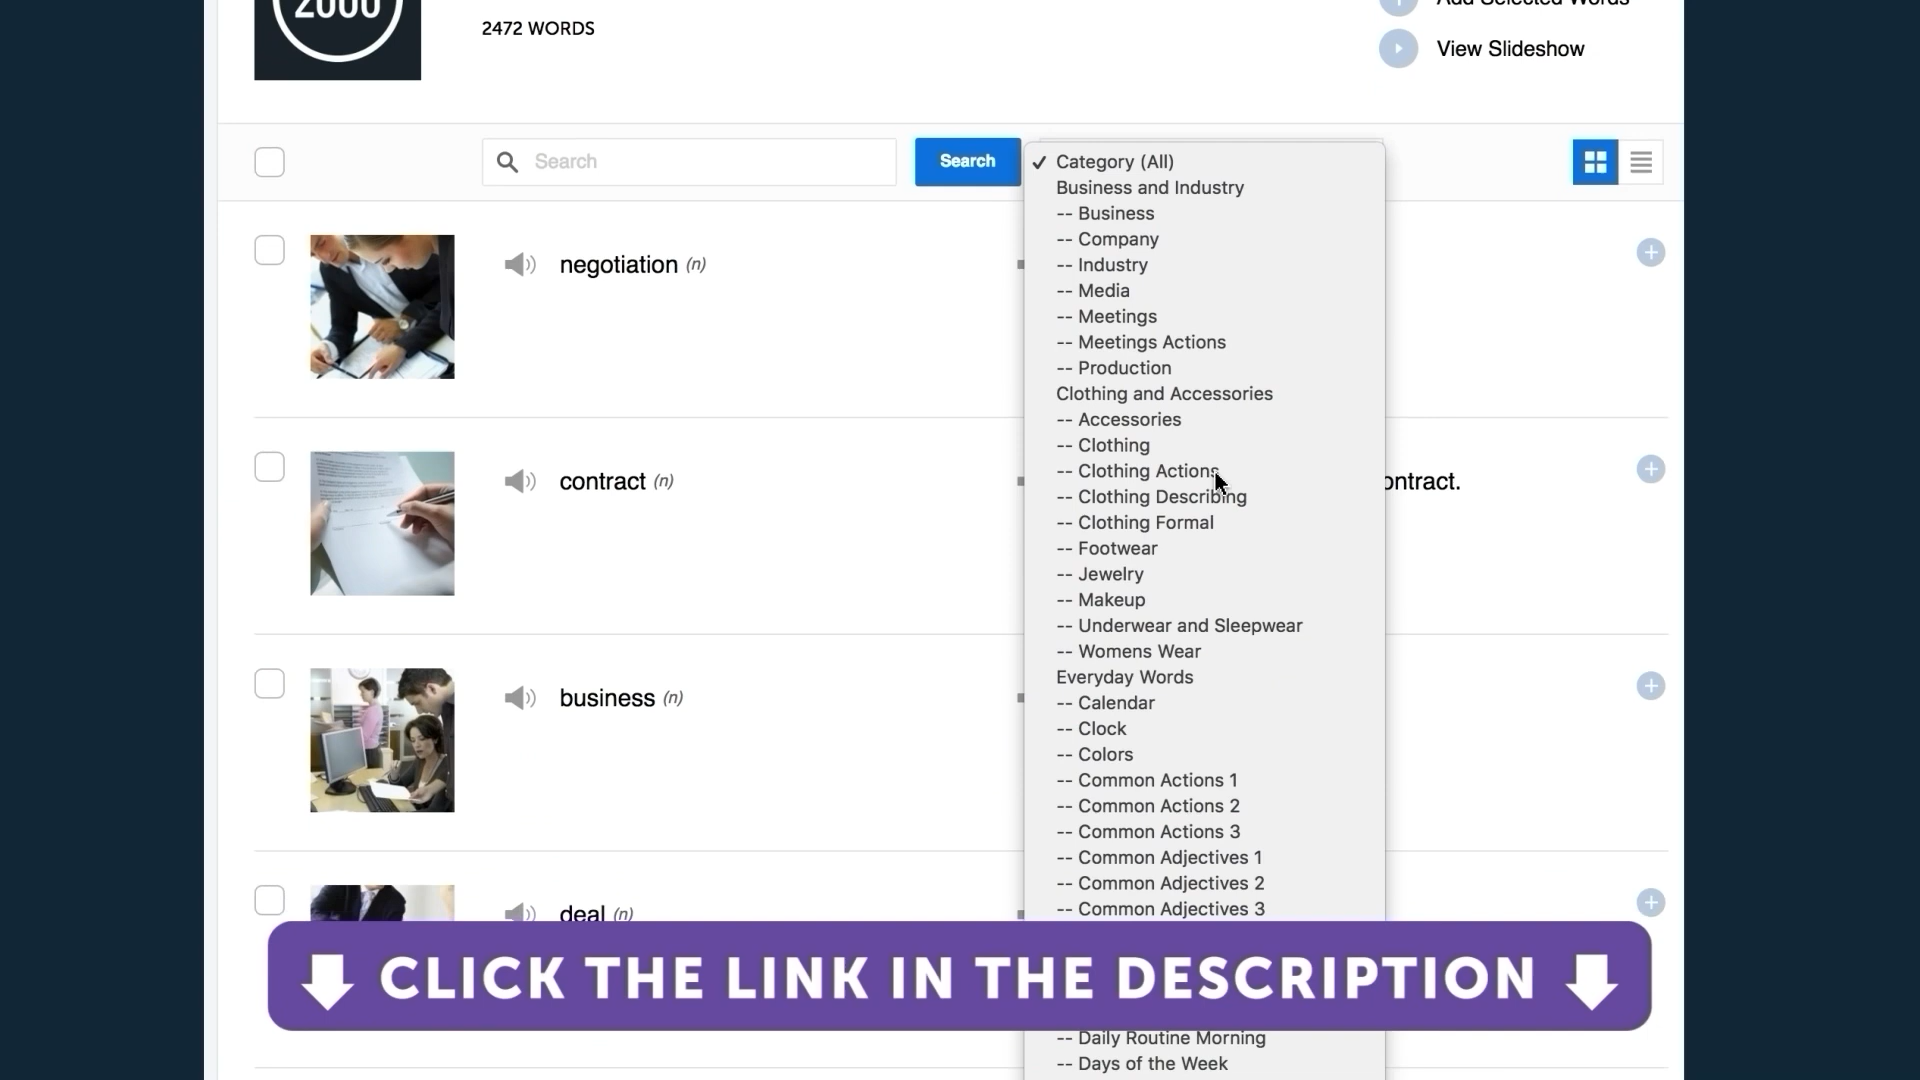 2000
2472 WORDS
Add Selected Words
View Slideshow
Search
Search
✓ Category (All)
Business and Industry
-- Business
-- Company
-- Industry
-- Media
-- Meetings
-- Meetings Actions
-- Production
Clothing and Accessories
-- Accessories
-- Clothing
-- Clothing Actions
-- Clothing Describing
-- Clothing Formal
-- Footwear
-- Jewelry
-- Makeup
-- Underwear and Sleepwear
-- Womens Wear
Everyday Words
-- Calendar
-- Clock
-- Colors
-- Common Actions 1
-- Common Actions 2
-- Common Actions 3
-- Common Adjectives 1
-- Common Adjectives 2
-- Common Adjectives 3
-- Daily Routine Morning
-- Days of the Week
negotiation (n)
contract (n)
ontract.
business (n)
deal (n)
CLICK THE LINK IN THE DESCRIPTION